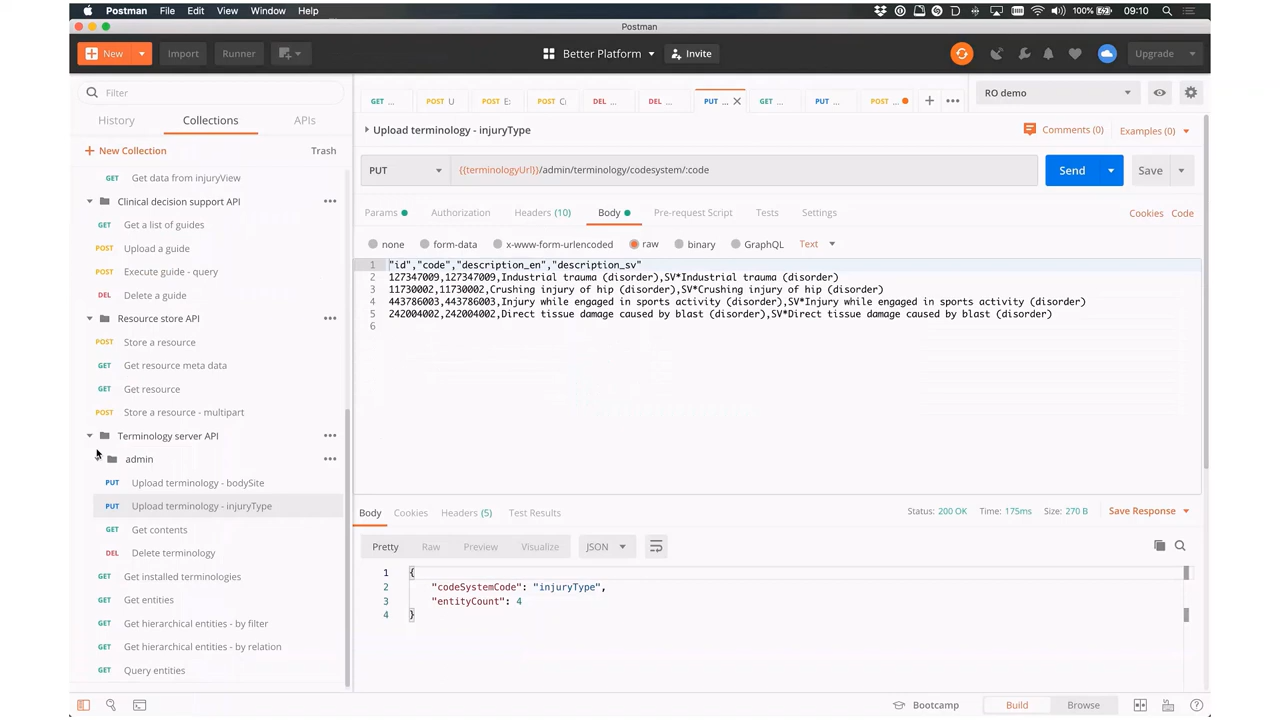 Postman File Edit View Window Help 100% 09:10
Postman
New Import Runner Better Platform Invite Upgrade
Filter
History Collections APIs
New Collection Trash
GET Get data from injuryView
Clinical decision support API
GET Get a list of guides
POST Upload a guide
POST Execute guide - query
DEL Delete a guide
Resource store API
POST Store a resource
GET Get resource meta data
GET Get resource
POST Store a resource - multipart
Terminology server API
admin
PUT Upload terminology - bodySite
PUT Upload terminology - injuryType
GET Get contents
DEL Delete terminology
GET Get installed terminologies
GET Get entities
GET Get hierarchical entities - by filter
GET Get hierarchical entities - by relation
GET Query entities
GET ... POST U POST E: POST C DEL ... DEL ... PUT ... GET ... PUT ... POST ... RO demo
Upload terminology - injuryType Comments (0) Examples (0)
PUT {{terminologyUrl}}/admin/terminology/codesystem/:code Send Save
Params Authorization Headers (10) Body Pre-request Script Tests Settings Cookies Code
none form-data x-www-form-urlencoded raw binary GraphQL Text
1 "id","code","description_en","description_sv"
2 127347009,127347009,Industrial trauma (disorder),SV*Industrial trauma (disorder)
3 11730002,11730002,Crushing injury of hip (disorder),SV*Crushing injury of hip (disorder)
4 443786003,443786003,Injury while engaged in sports activity (disorder),SV*Injury while engaged in sports activity (disorder)
5 242004002,242004002,Direct tissue damage caused by blast (disorder),SV*Direct tissue damage caused by blast (disorder)
6
Body Cookies Headers (5) Test Results Status: 200 OK Time: 175ms Size: 270 B Save Response
Pretty Raw Preview Visualize JSON
1 {
2 "codeSystemCode": "injuryType",
3 "entityCount": 4
4 }
Bootcamp Build Browse